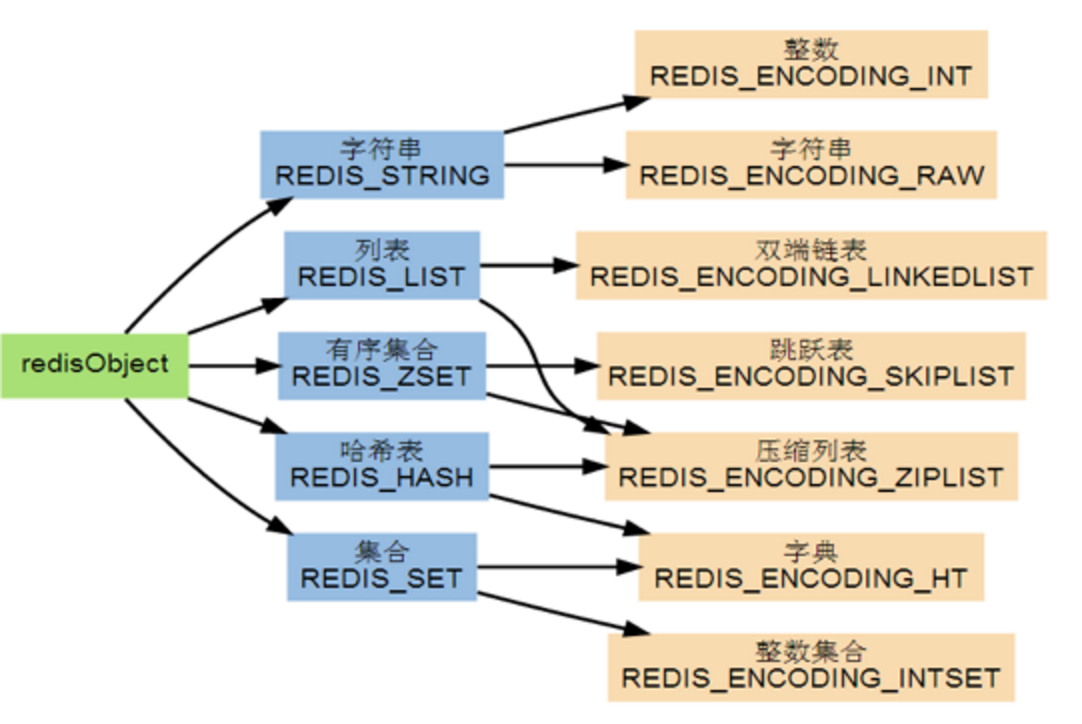 redisObject
字符串
REDIS_STRING
列表
REDIS_LIST
有序集合
REDIS_ZSET
哈希表
REDIS_HASH
集合
REDIS_SET
整数
REDIS_ENCODING_INT
字符串
REDIS_ENCODING_RAW
双端链表
REDIS_ENCODING_LINKEDLIST
跳跃表
REDIS_ENCODING_SKIPLIST
压缩列表
REDIS_ENCODING_ZIPLIST
字典
REDIS_ENCODING_HT
整数集合
REDIS_ENCODING_INTSET